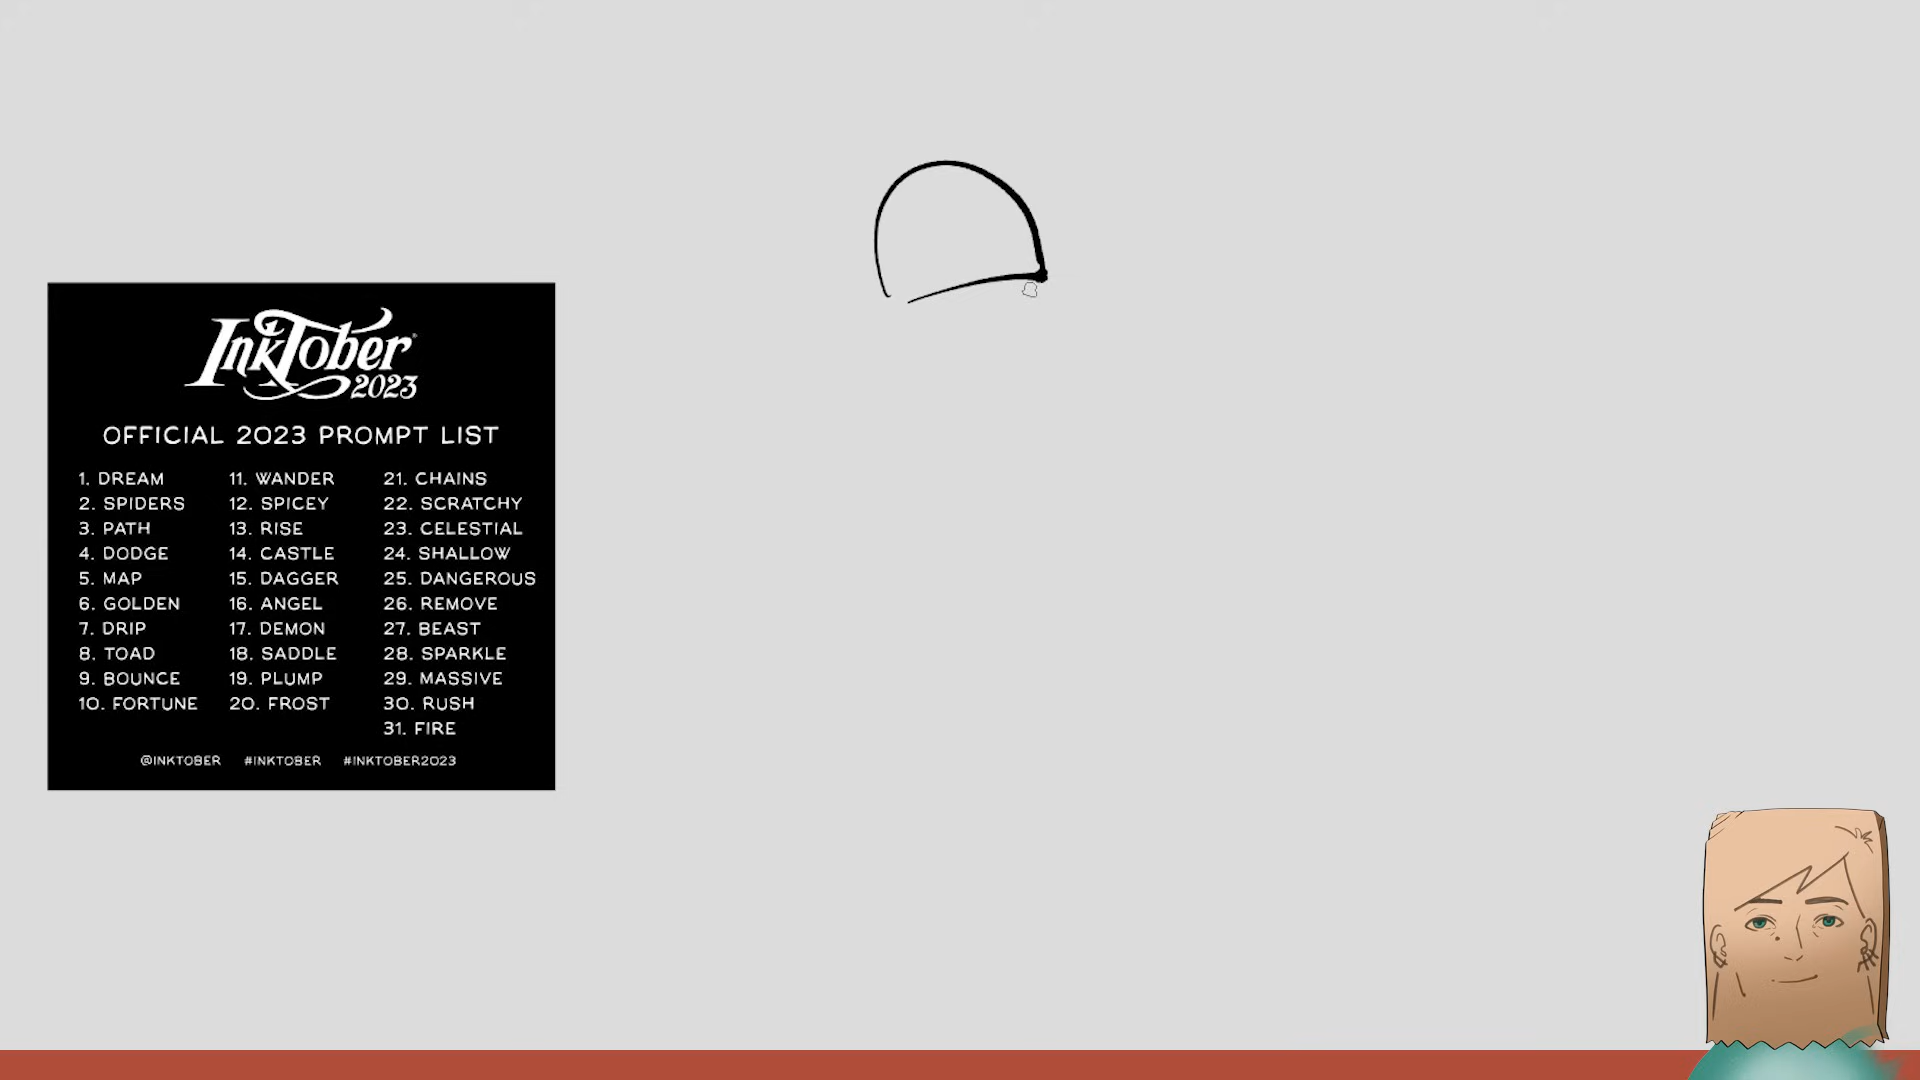 InkTober
2023
OFFICIAL 2023 PROMPT LIST
1. DREAM
2. SPIDERS
3. PATH
4. DODGE
5. MAP
6. GOLDEN
7. DRIP
8. TOAD
9. BOUNCE
10. FORTUNE
11. WANDER
12. SPICEY
13. RISE
14. CASTLE
15. DAGGER
16. ANGEL
17. DEMON
18. SADDLE
19. PLUMP
20. FROST
21. CHAINS
22. SCRATCHY
23. CELESTIAL
24. SHALLOW
25. DANGEROUS
26. REMOVE
27. BEAST
28. SPARKLE
29. MASSIVE
30. RUSH
31. FIRE
@INKTOBER #INKTOBER #INKTOBER2023